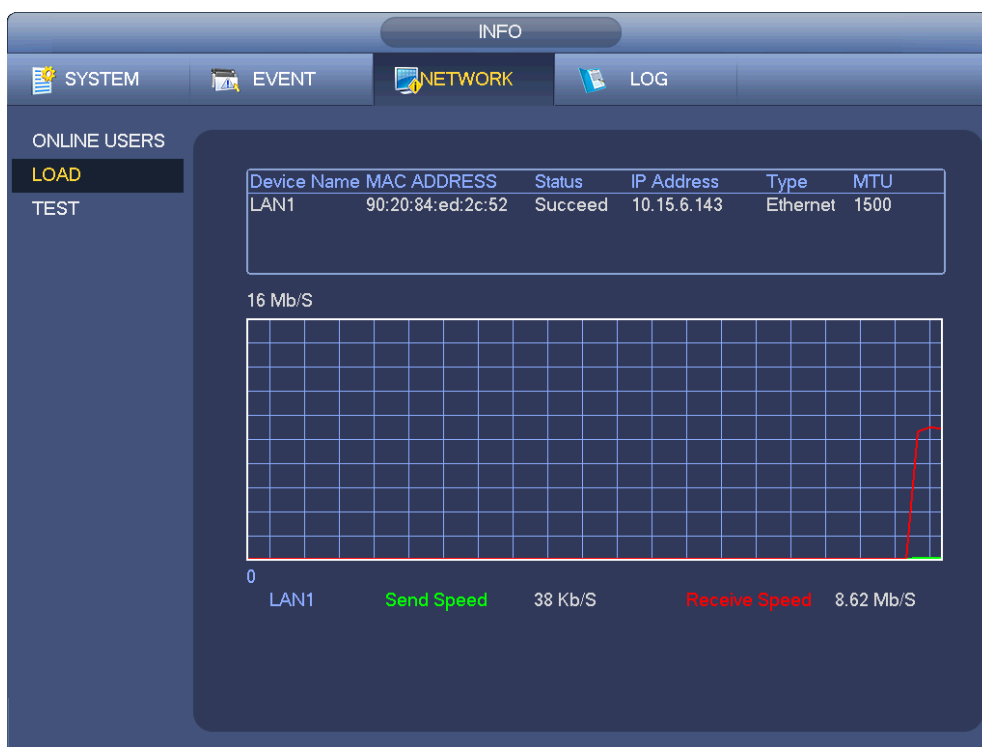 INFO
SYSTEM EVENT NETWORK LOG
ONLINE USERS
LOAD
TEST
Device Name MAC ADDRESS Status IP Address Type MTU
LAN1 90:20:84:ed:2c:52 Succeed 10.15.6.143 Ethernet 1500
16 Mb/S
0
LAN1 Send Speed 38 Kb/S Receive Speed 8.62 Mb/S